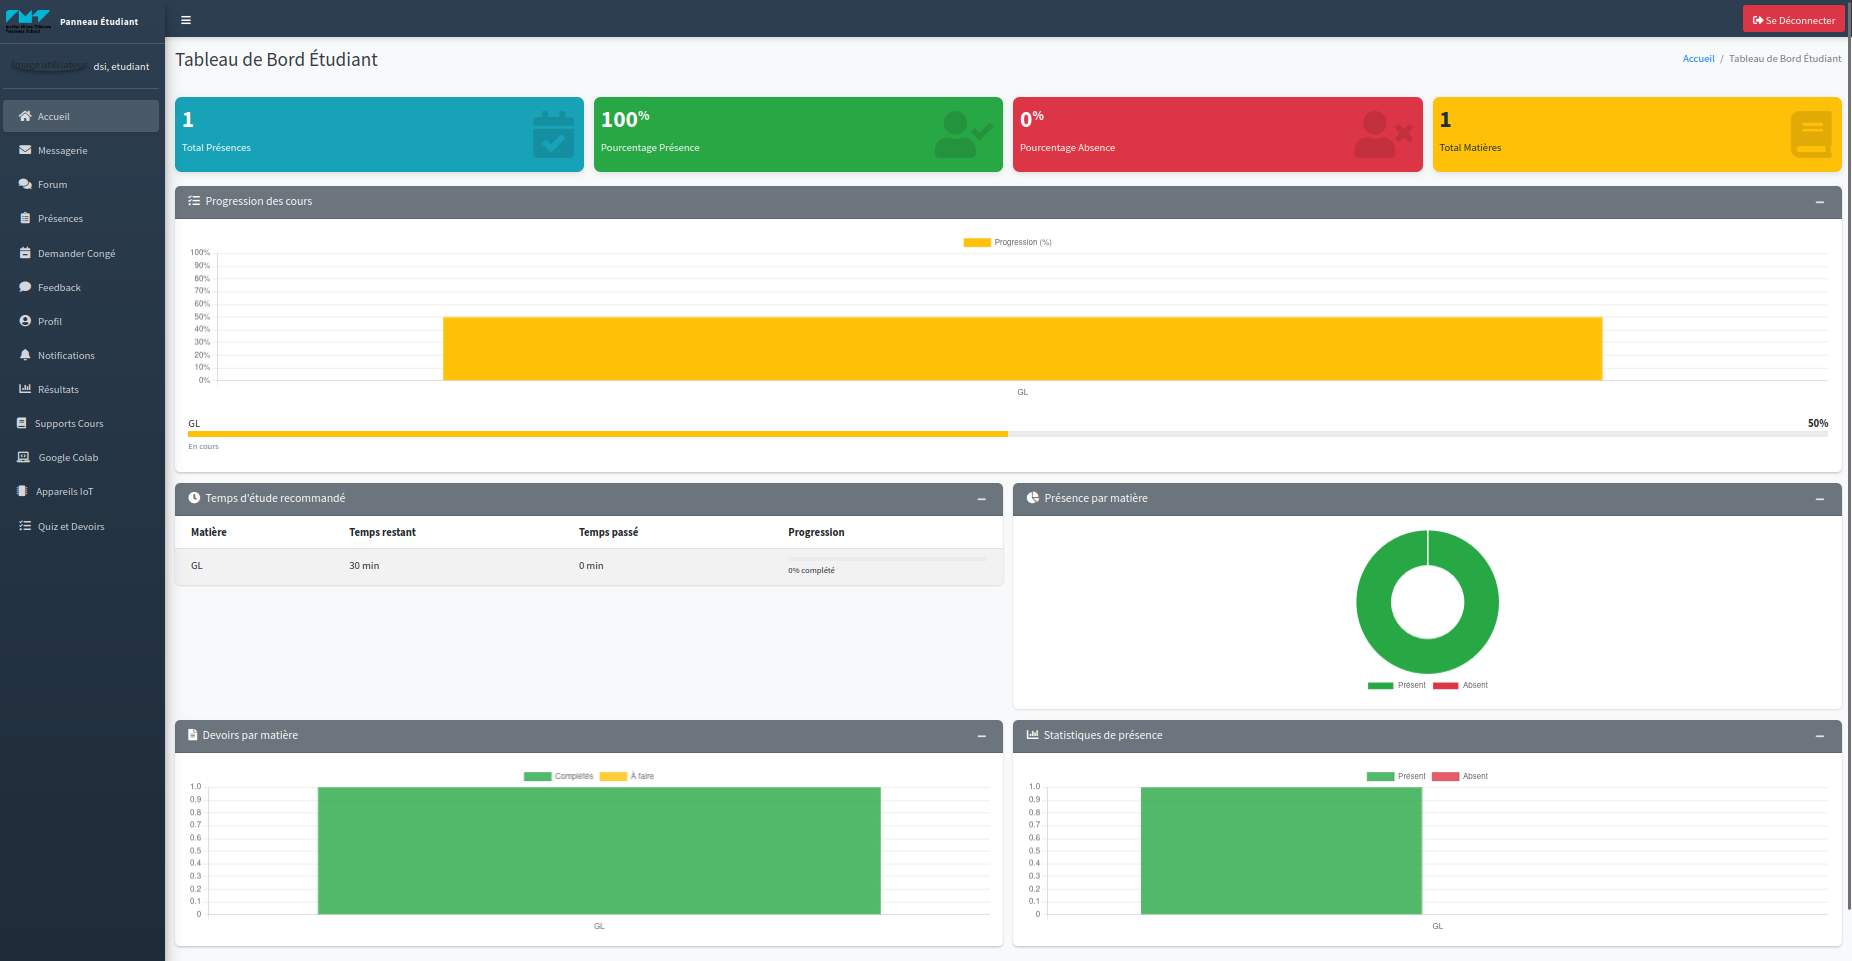 Panneau Étudiant
Se Déconnecter
Image utilisateur
dsi, etudiant
Accueil
Messagerie
Forum
Présences
Demander Congé
Feedback
Profil
Notifications
Résultats
Supports Cours
Google Colab
Appareils IoT
Quiz et Devoirs
Tableau de Bord Étudiant
Accueil / Tableau de Bord Étudiant
1
Total Présences
100%
Pourcentage Présence
0%
Pourcentage Absence
1
Total Matières
Progression des cours
Progression (%)
100%
90%
80%
70%
60%
50%
40%
30%
20%
10%
0%
GL
GL 50%
En cours
Temps d'étude recommandé
Matière Temps restant Temps passé Progression
GL 30 min 0 min
0% complété
Présence par matière
Présent Absent
Devoirs par matière
Complétés À faire
1.0
0.9
0.8
0.7
0.6
0.5
0.4
0.3
0.2
0.1
0
GL
Statistiques de présence
Présent Absent
1.0
0.9
0.8
0.7
0.6
0.5
0.4
0.3
0.2
0.1
0
GL